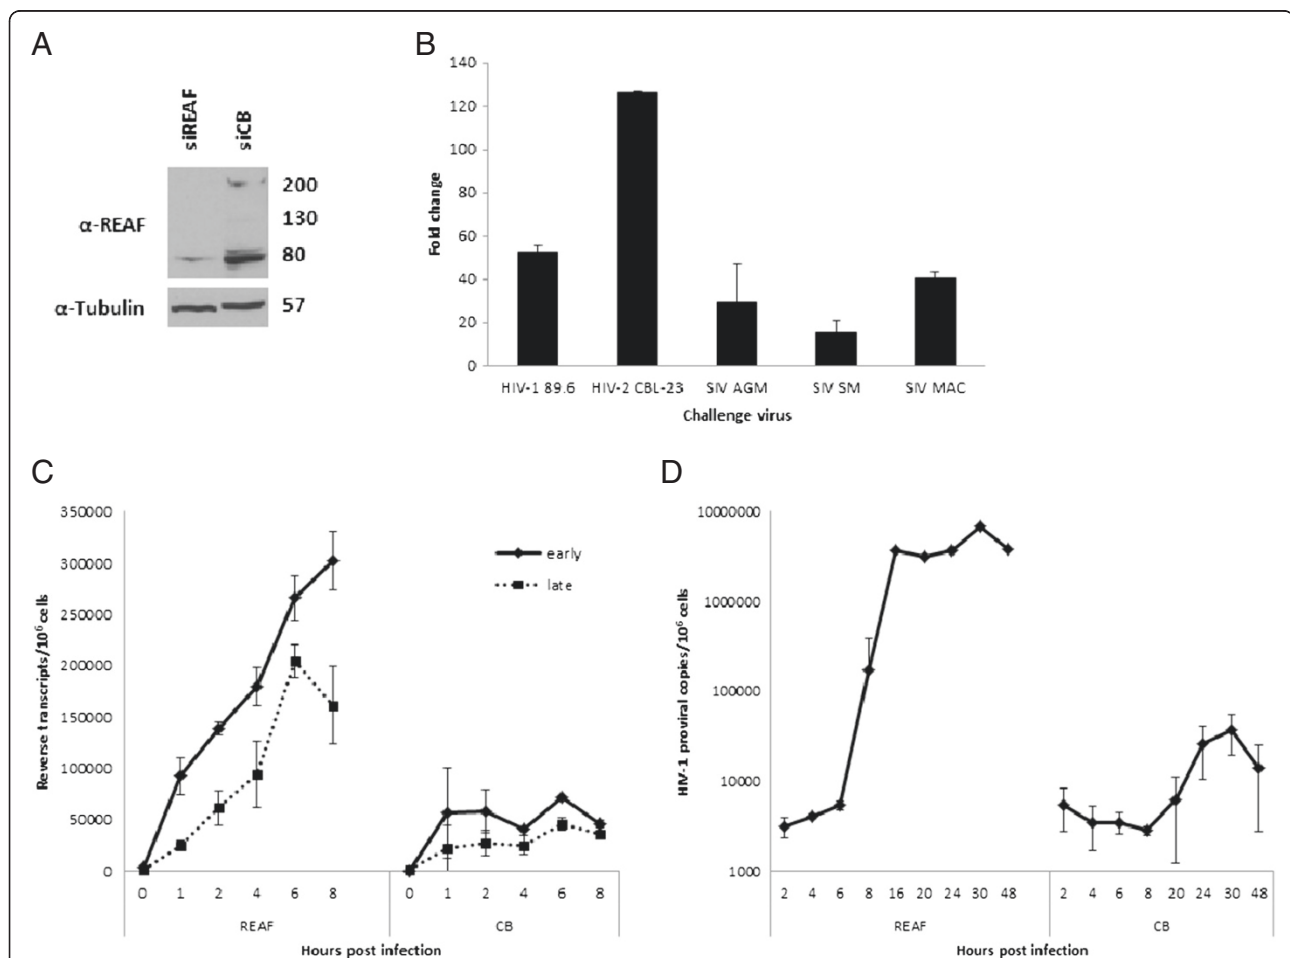 A
siREAF
siCB
α-REAF
200
130
80
α-Tubulin
57
B
Fold change
140
120
100
80
60
40
20
0
HIV-1 89.6
HIV-2 CBL-23
SIV AGM
SIV SM
SIV MAC
Challenge virus
C
Reverse transcripts/10⁶ cells
350000
300000
250000
200000
150000
100000
50000
0
early
late
0 1 2 4 6 8 0 1 2 4 6 8
REAF CB
Hours post infection
D
HIV-1 proviral copies/10⁶ cells
10000000
1000000
100000
10000
1000
2 4 6 8 16 20 24 30 48 2 4 6 8 20 24 30 48
REAF CB
Hours post infection